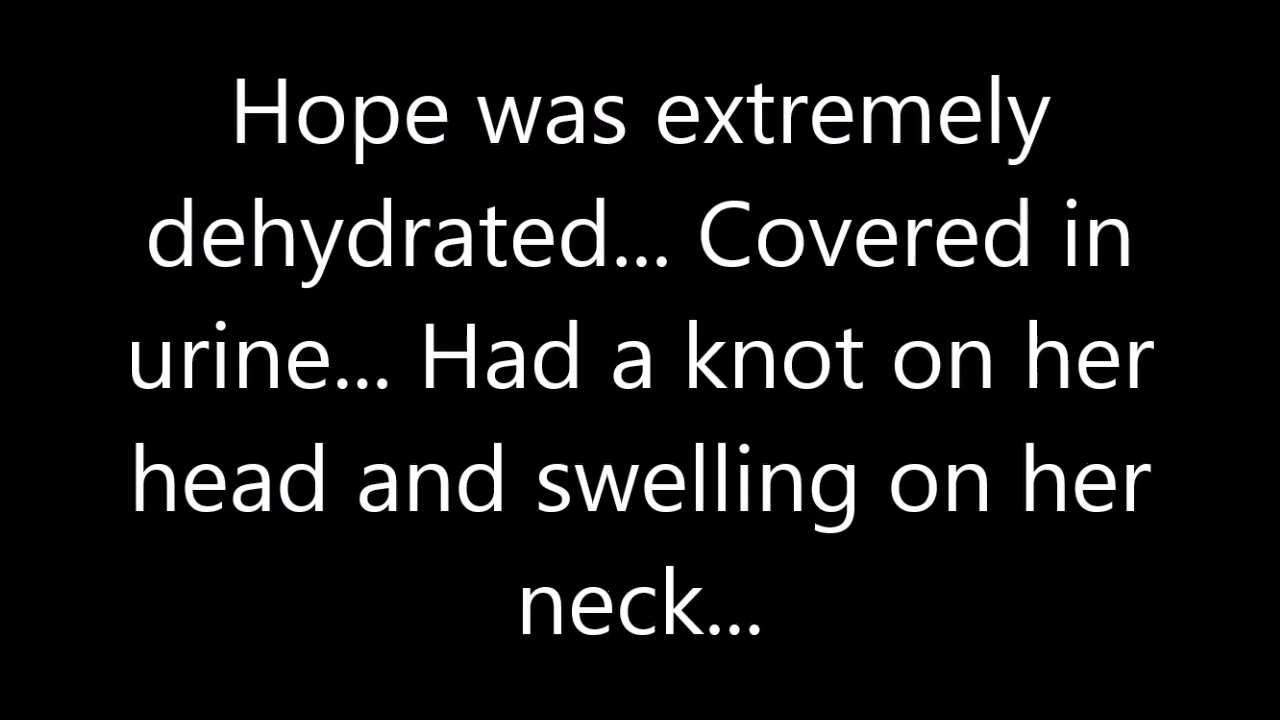 Hope was extremely
dehydrated... Covered in
urine... Had a knot on her
head and swelling on her
neck...